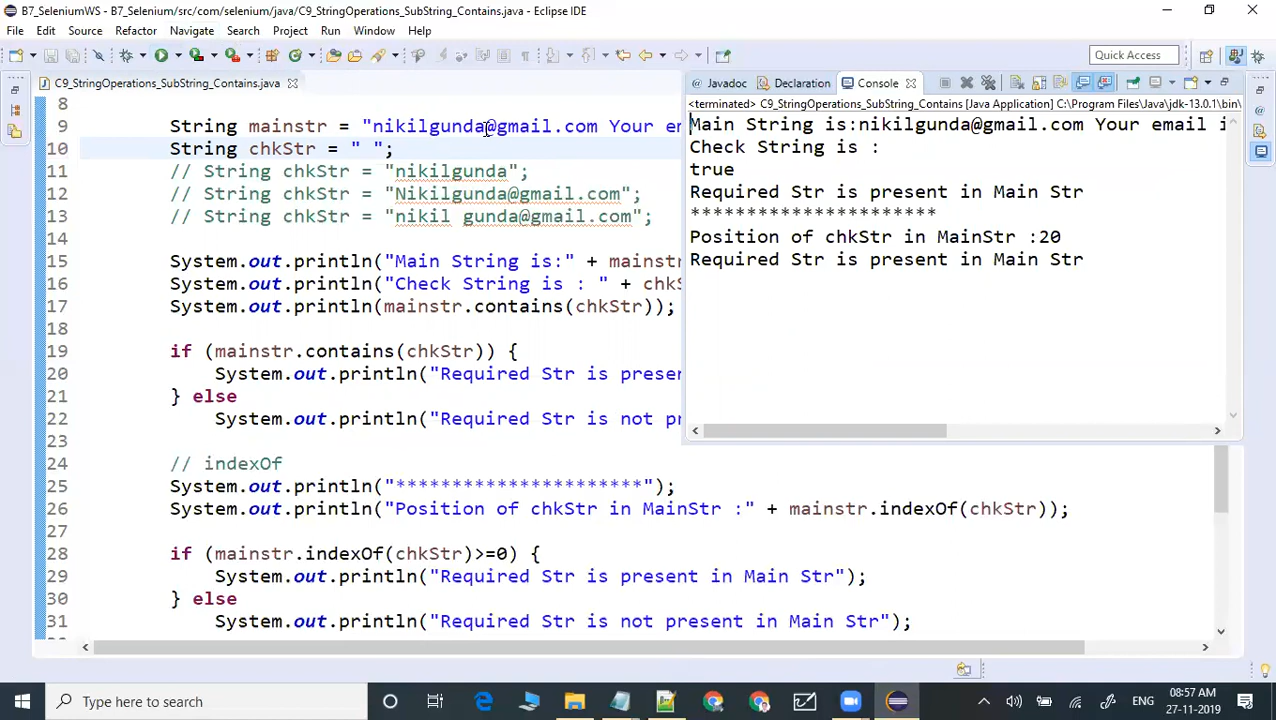 B7_SeleniumWS - B7_Selenium/src/com/selenium/java/C9_StringOperations_SubString_Contains.java - Eclipse IDE
File Edit Source Refactor Navigate Search Project Run Window Help
Quick Access
C9_StringOperations_SubString_Contains.java
8
9 String mainstr = "nikilgunda@gmail.com Your em
10 String chkStr = " ";
11 // String chkStr = "nikilgunda";
12 // String chkStr = "Nikilgunda@gmail.com";
13 // String chkStr = "nikil gunda@gmail.com";
14
15 System.out.println("Main String is:" + mainst
16 System.out.println("Check String is : " + chkS
17 System.out.println(mainstr.contains(chkStr));
18
19 if (mainstr.contains(chkStr)) {
20 System.out.println("Required Str is prese
21 } else
22 System.out.println("Required Str is not p
23
24 // indexOf
25 System.out.println("**********************");
26 System.out.println("Position of chkStr in MainStr :" + mainstr.indexOf(chkStr));
27
28 if (mainstr.indexOf(chkStr)>=0) {
29 System.out.println("Required Str is present in Main Str");
30 } else
31 System.out.println("Required Str is not present in Main Str");
Javadoc Declaration Console
<terminated> C9_StringOperations_SubString_Contains [Java Application] C:\Program Files\Java\jdk-13.0.1\bin\
Main String is:nikilgunda@gmail.com Your email i
Check String is :
true
Required Str is present in Main Str
**********************
Position of chkStr in MainStr :20
Required Str is present in Main Str
Type here to search
ENG
08:57 AM
27-11-2019